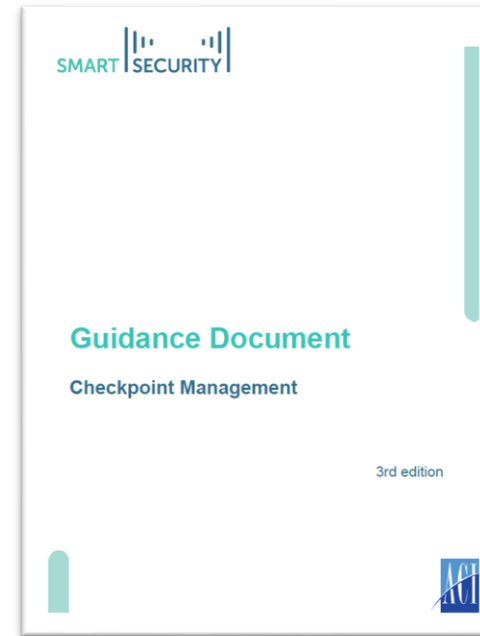 SMART SECURITY
Guidance Document
Checkpoint Management
3rd edition
ACI